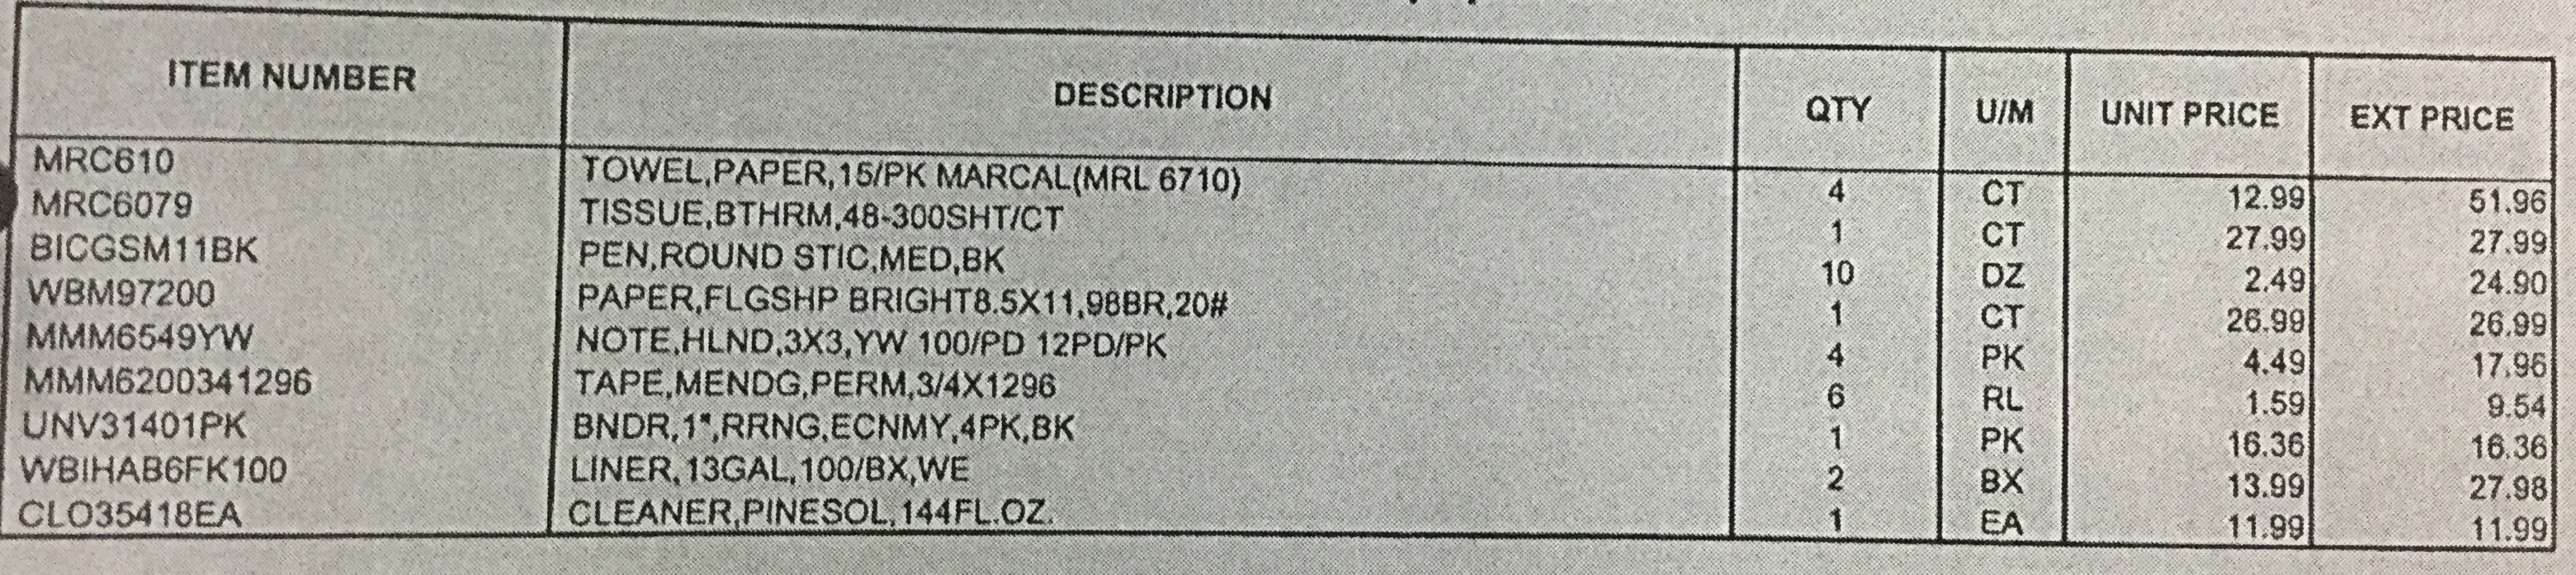 ITEM NUMBER DESCRIPTION QTY U/M UNIT PRICE EXT PRICE
MRC610 TOWEL,PAPER,15/PK MARCAL(MRL 6710) 4 CT 12.99 51.96
MRC6079 TISSUE,BTHRM,48-300SHT/CT 1 CT 27.99 27.99
BICGSM11BK PEN,ROUND STIC,MED,BK 10 DZ 2.49 24.90
WBM97200 PAPER,FLGSHP BRIGHT8.5X11,98BR,20# 1 CT 26.99 26.99
MMM6549YW NOTE,HLND,3X3,YW 100/PD 12PD/PK 4 PK 4.49 17.96
MMM6200341296 TAPE,MENDG,PERM,3/4X1296 6 RL 1.59 9.54
UNV31401PK BNDR,1",RRNG,ECNMY,4PK,BK 1 PK 16.36 16.36
WBIHAB6FK100 LINER,13GAL,100/BX,WE 2 BX 13.99 27.98
CLO35418EA CLEANER,PINESOL,144FL.OZ. 1 EA 11.99 11.99